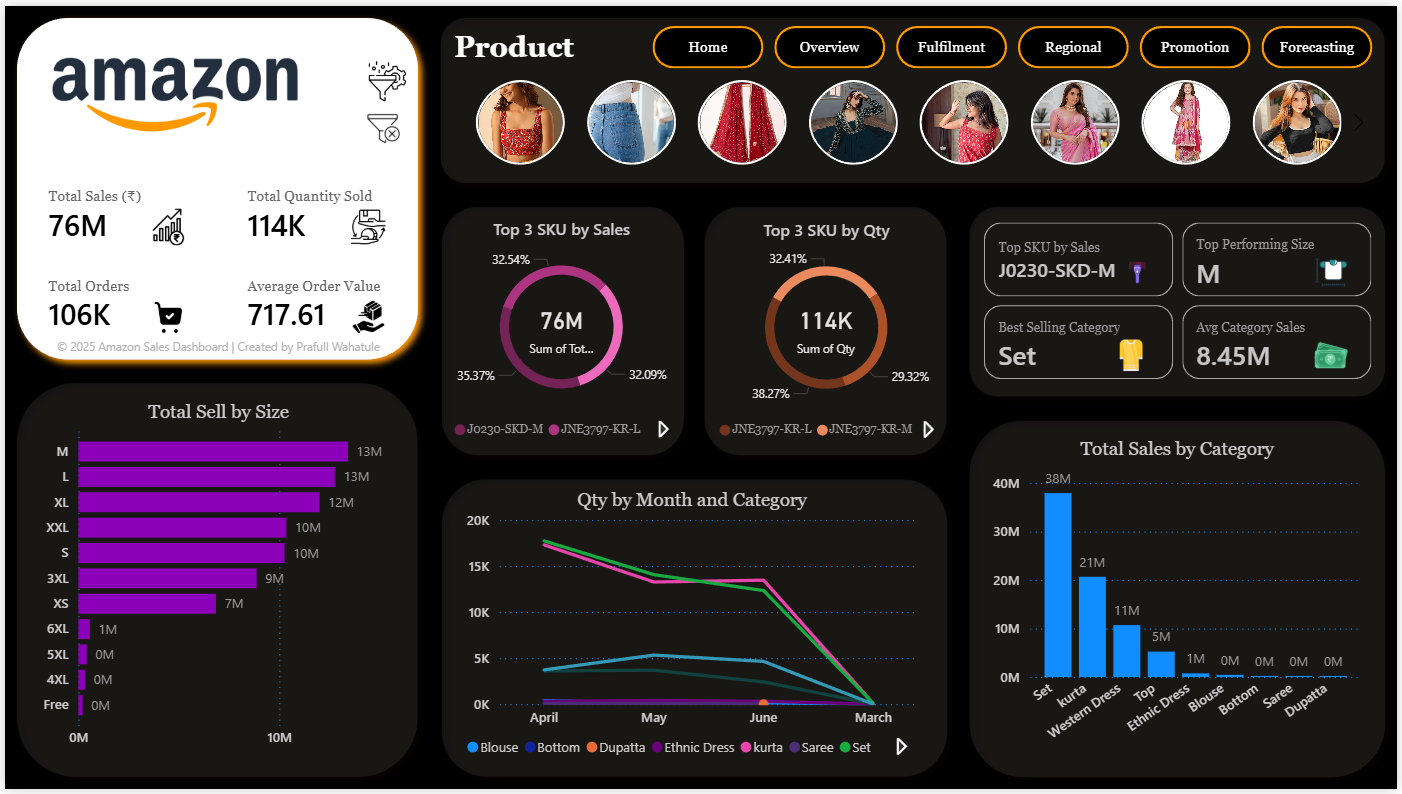 amazon
Total Sales (₹)
76M
Total Quantity Sold
114K
Total Orders
106K
Average Order Value
717.61
© 2025 Amazon Sales Dashboard | Created by Prafull Wahatule
Product
Home
Overview
Fulfilment
Regional
Promotion
Forecasting
Top 3 SKU by Sales
32.54%
76M
Sum of Tot...
35.37%
32.09%
J0230-SKD-M JNE3797-KR-L
Top 3 SKU by Qty
32.41%
114K
Sum of Qty
29.32%
38.27%
JNE3797-KR-L JNE3797-KR-M
Top SKU by Sales
J0230-SKD-M
Top Performing Size
M
Best Selling Category
Set
Avg Category Sales
8.45M
Total Sell by Size
M 13M
L 13M
XL 12M
XXL 10M
S 10M
3XL 9M
XS 7M
6XL 1M
5XL 0M
4XL 0M
Free 0M
0M 10M
Qty by Month and Category
20K
15K
10K
5K
0K
April May June March
Blouse Bottom Dupatta Ethnic Dress kurta Saree Set
Total Sales by Category
40M
30M
20M
10M
0M
38M
21M
11M
5M
1M
0M
0M
0M
0M
Set
kurta
Western Dress
Top
Ethnic Dress
Blouse
Bottom
Saree
Dupatta